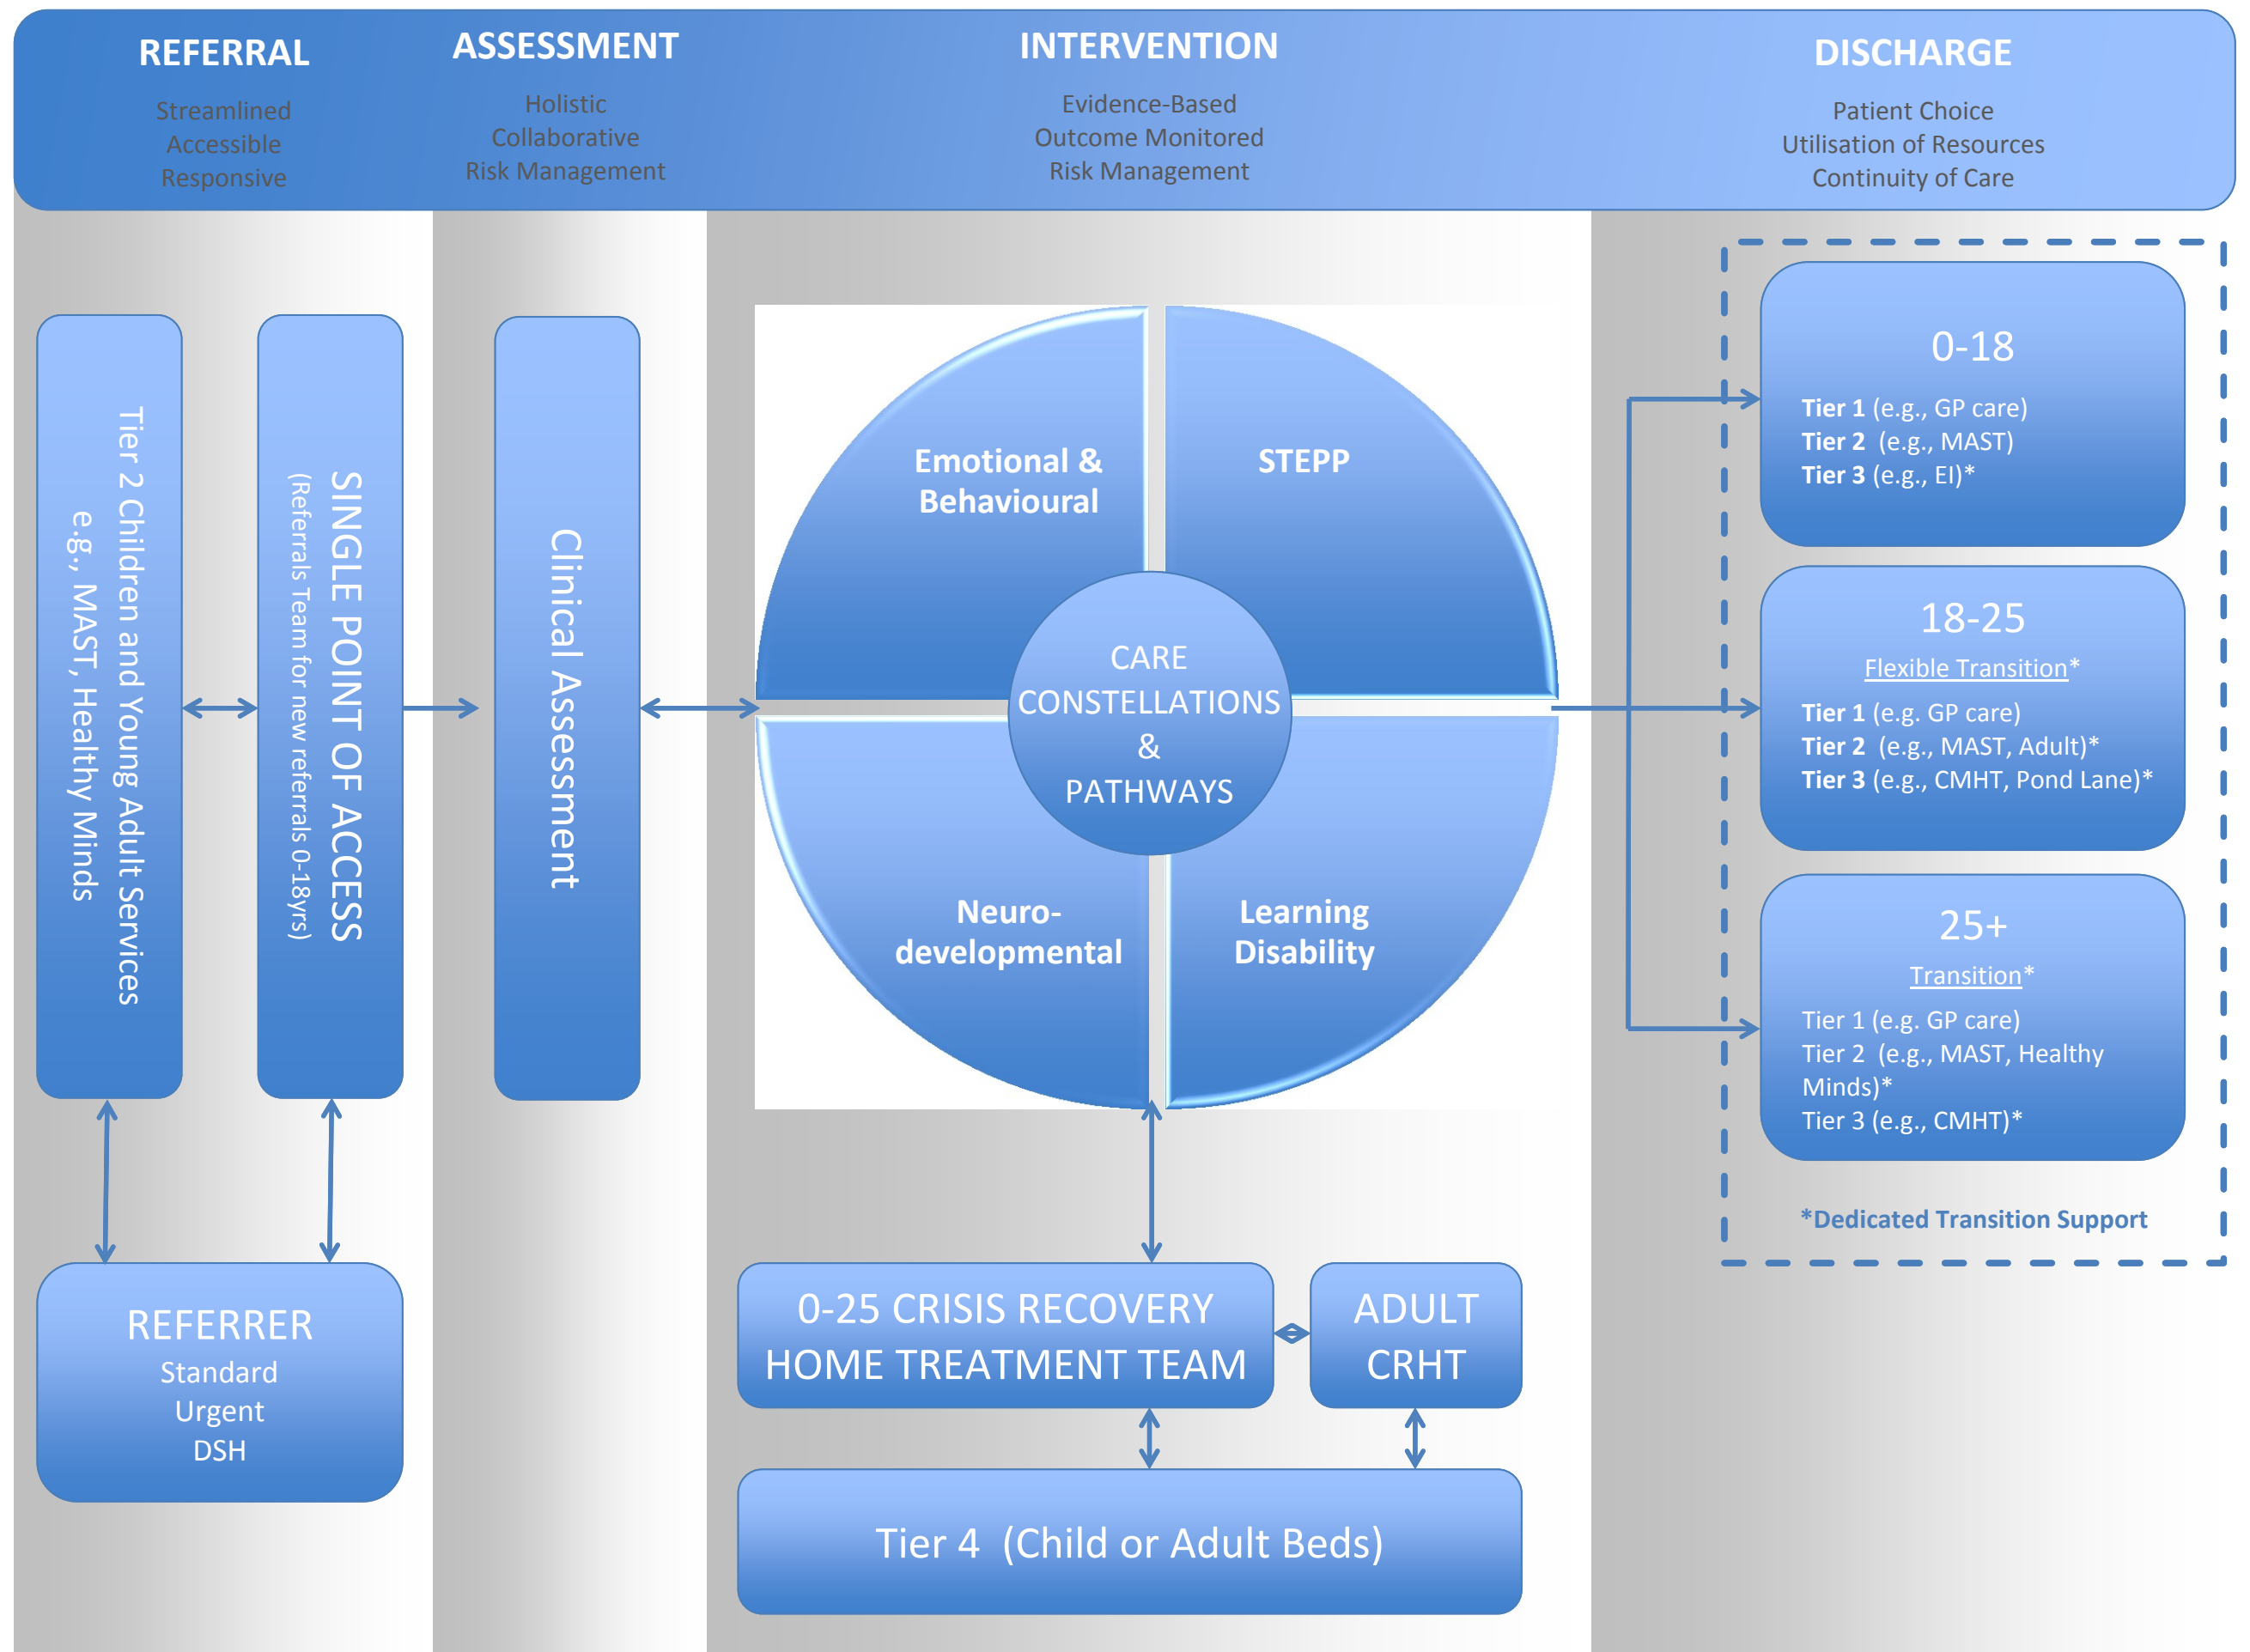 REFERRAL
Streamlined
Accessible
Responsive
ASSESSMENT
Holistic
Collaborative
Risk Management
INTERVENTION
Evidence-Based
Outcome Monitored
Risk Management
DISCHARGE
Patient Choice
Utilisation of Resources
Continuity of Care
Tier 2 Children and Young Adult Services
e.g., MAST, Healthy Minds
SINGLE POINT OF ACCESS
(Referrals Team for new referrals 0-18yrs)
REFERRER
Standard
Urgent
DSH
Clinical Assessment
Emotional &
Behavioural
STEPP
CARE
CONSTELLATIONS
&
PATHWAYS
Neuro-
developmental
Learning
Disability
0-25 CRISIS RECOVERY
HOME TREATMENT TEAM
ADULT
CRHT
Tier 4  (Child or Adult Beds)
0-18
Tier 1 (e.g., GP care)
Tier 2  (e.g., MAST)
Tier 3 (e.g., EI)*
18-25
Flexible Transition*
Tier 1 (e.g. GP care)
Tier 2  (e.g., MAST, Adult)*
Tier 3 (e.g., CMHT, Pond Lane)*
25+
Transition*
Tier 1 (e.g. GP care)
Tier 2  (e.g., MAST, Healthy
Minds)*
Tier 3 (e.g., CMHT)*
*Dedicated Transition Support